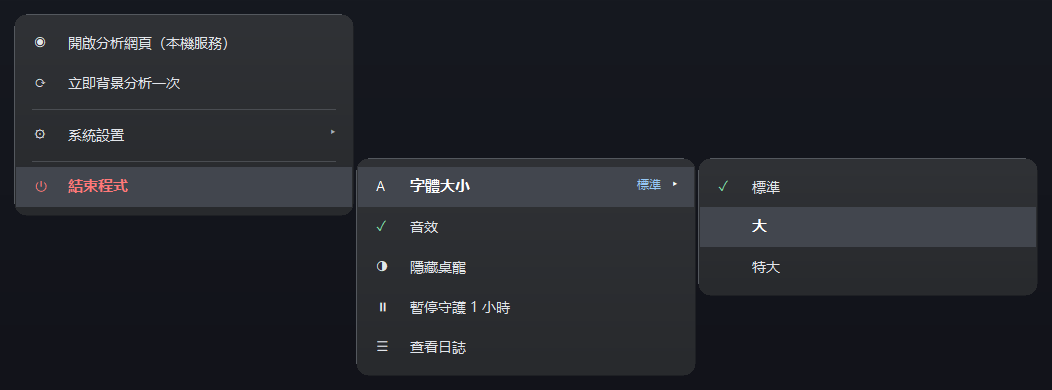 開啟分析網頁（本機服務）
立即背景分析一次
系統設置
結束程式
A 字體大小 標準
音效
隱藏桌寵
暫停守護 1 小時
查看日誌
標準
大
特大